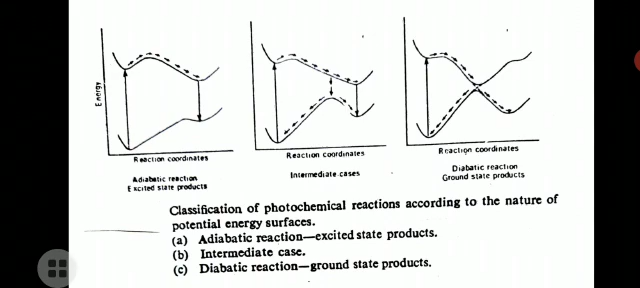 Energy
Reaction coordinates
Adiabatic reaction
Excited state products
Reaction coordinates
Intermediate cases
Reaction coordinates
Diabatic reaction
Ground state products
Classification of photochemical reactions according to the nature of
potential energy surfaces.
(a) Adiabatic reaction—excited state products.
(b) Intermediate case.
(c) Diabatic reaction—ground state products.